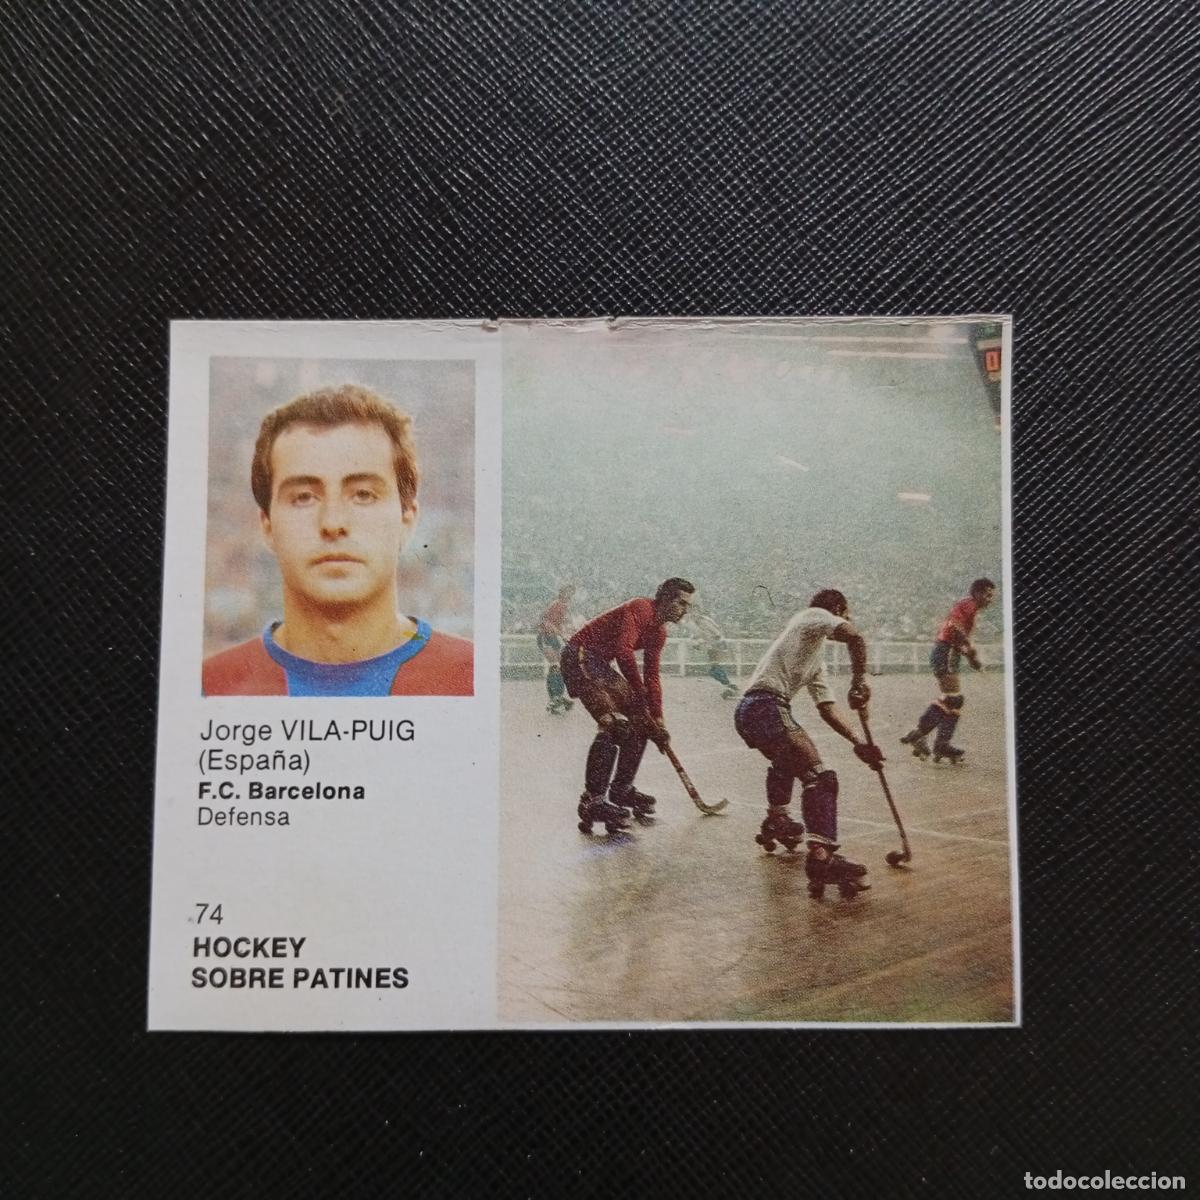 Jorge VILA-PUIG
(España)
F.C. Barcelona
Defensa
74
HOCKEY
SOBRE PATINES
todocoleccion